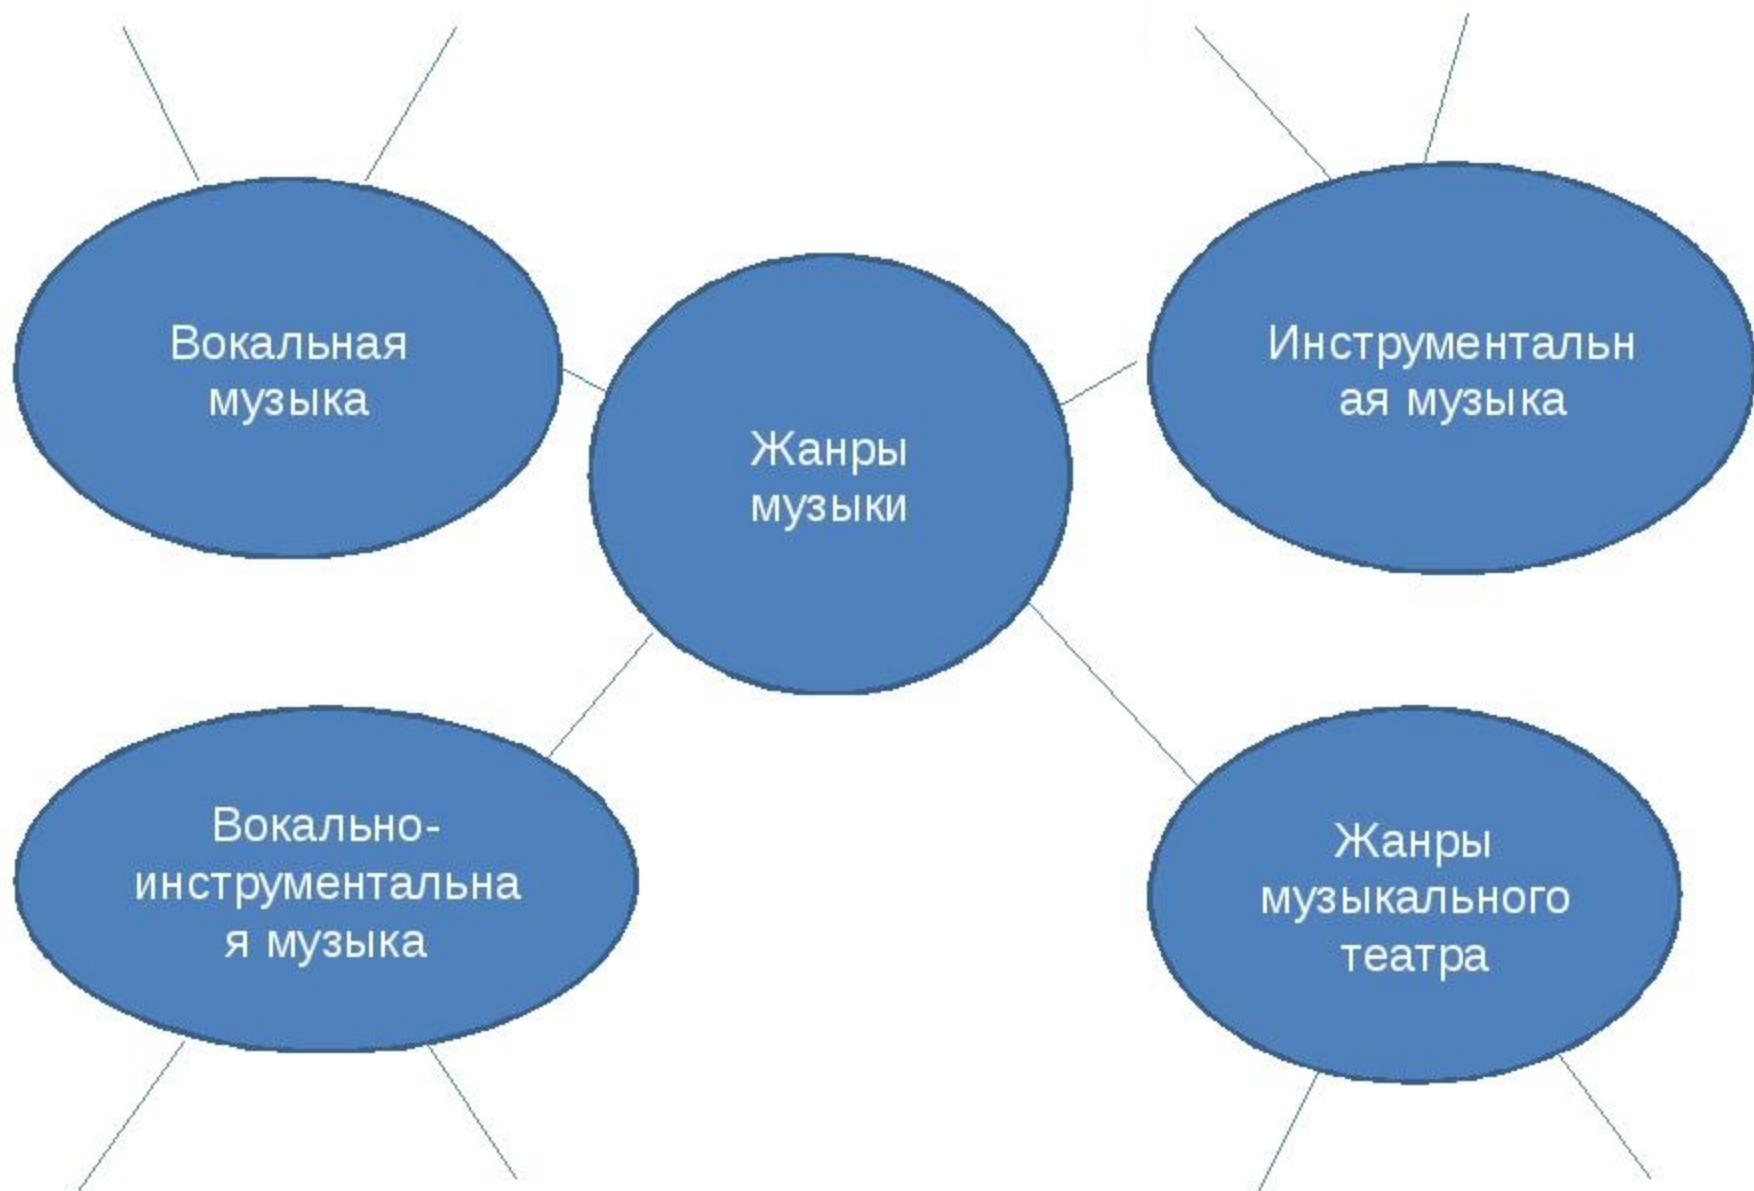 Вокальная
музыка
Инструментальн
ая музыка
Жанры
музыки
Вокально-
инструментальна
я музыка
Жанры
музыкального
театра